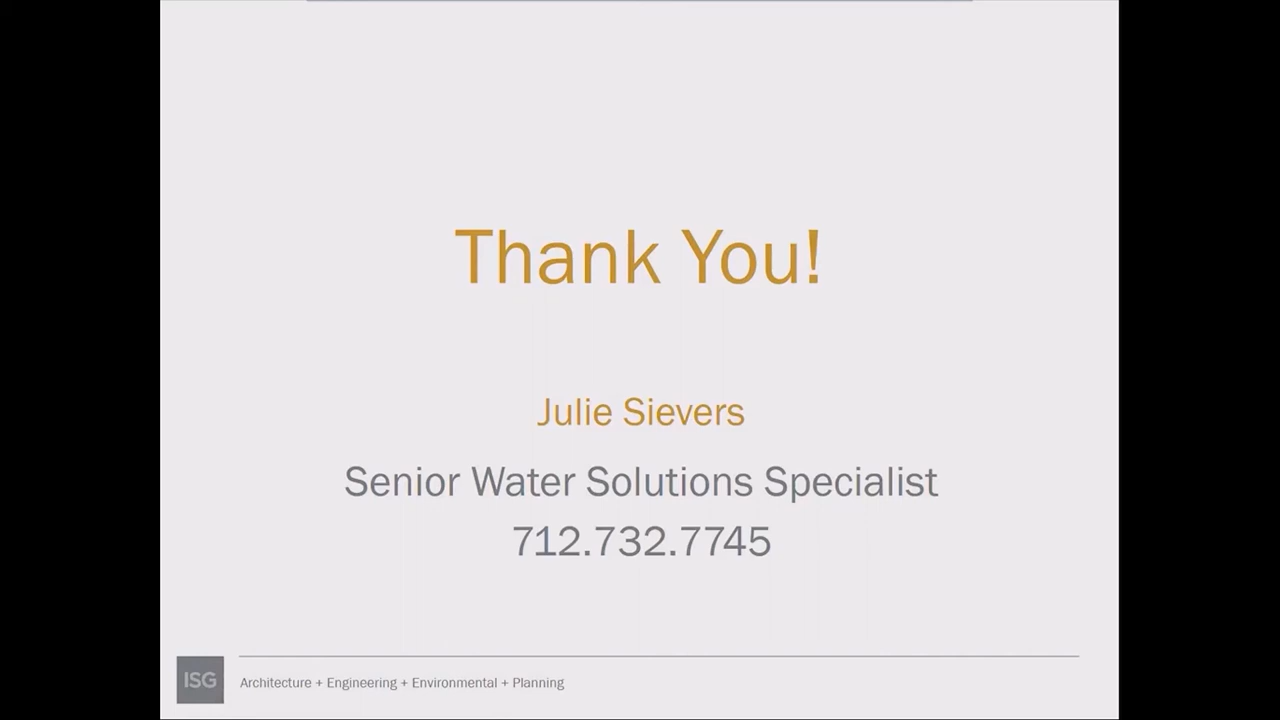 Thank You!
Julie Sievers
Senior Water Solutions Specialist
712.732.7745
ISG
Architecture + Engineering + Environmental + Planning